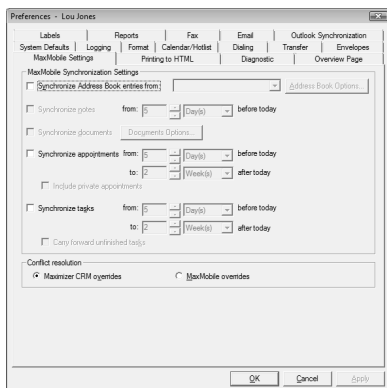 Preferences - Lou Jones
Labels Reports Fax Email Outlook Synchronization
System Defaults Logging Format Calendar/Hotlist Dialing Transfer Envelopes
MaxMobile Settings Printing to HTML Diagnostic Overview Page
MaxMobile Synchronization Settings
Synchronize Address Book entries from: Address Book Options...
Synchronize notes from: 5 Day(s) before today
Synchronize documents Documents Options...
Synchronize appointments from: 5 Day(s) before today
to: 2 Week(s) after today
Include private appointments
Synchronize tasks from: 5 Day(s) before today
to: 2 Week(s) after today
Carry forward unfinished tasks
Conflict resolution
Maximizer CRM overrides MaxMobile overrides
OK Cancel Apply